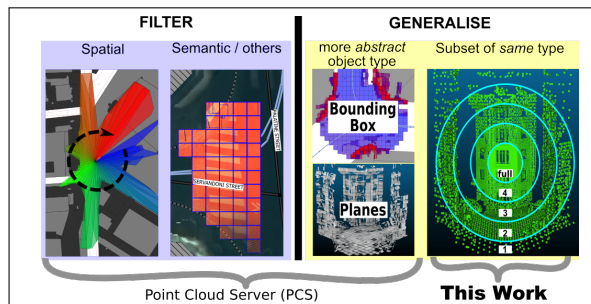 FILTER
GENERALISE
Spatial
Semantic / others
more abstract
object type
Subset of same type
Bounding
Box
SERVANDONI STREET
Planes
full
4
3
2
1
Point Cloud Server (PCS)
This Work